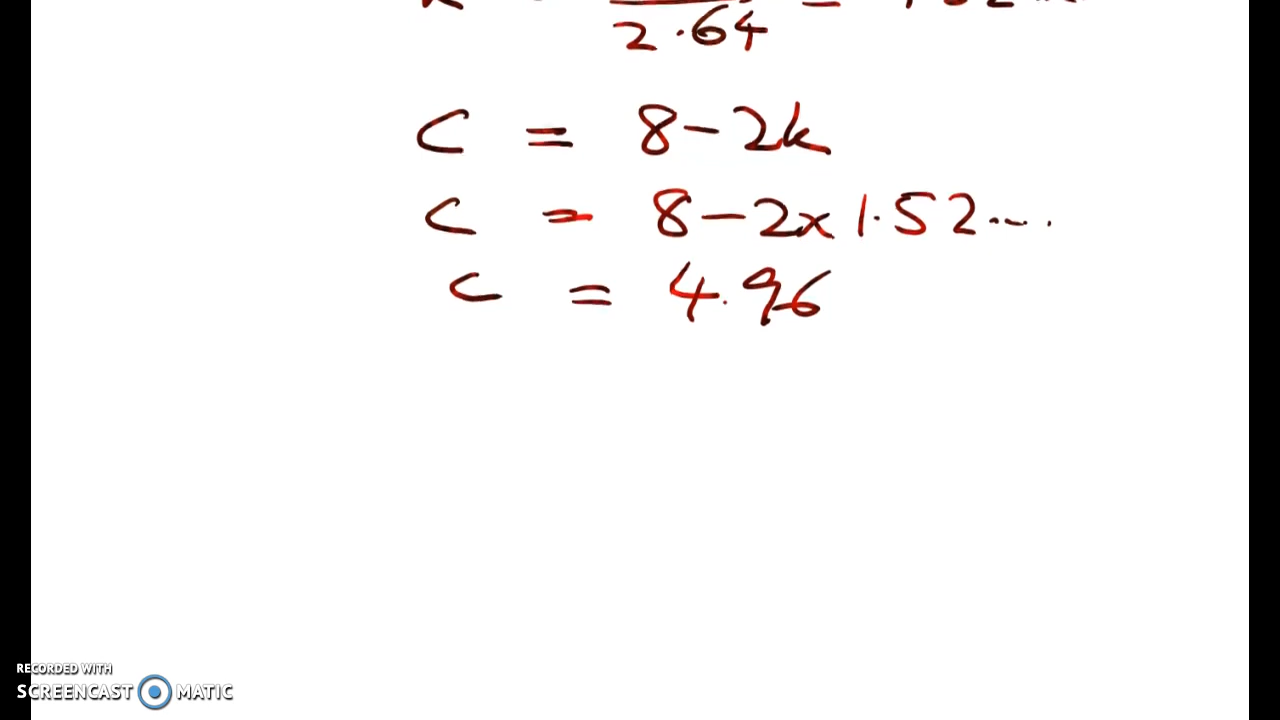 2.64
C = 8-2k
C = 8-2x1.52....
C = 4.96
RECORDED WITH
SCREENCAST MATIC